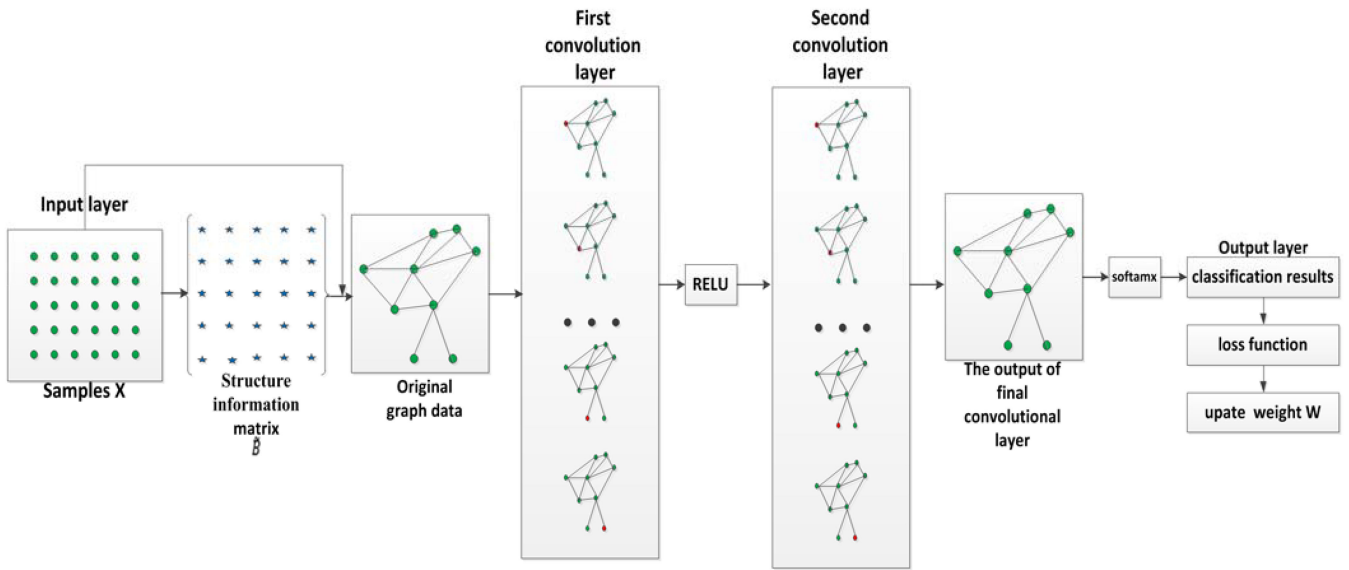 Input layer
Samples X
Structure
information
matrix
B̃
Original
graph data
First
convolution
layer
RELU
Second
convolution
layer
The output of
final
convolutional
layer
softamx
Output layer
classification results
loss function
upate weight W